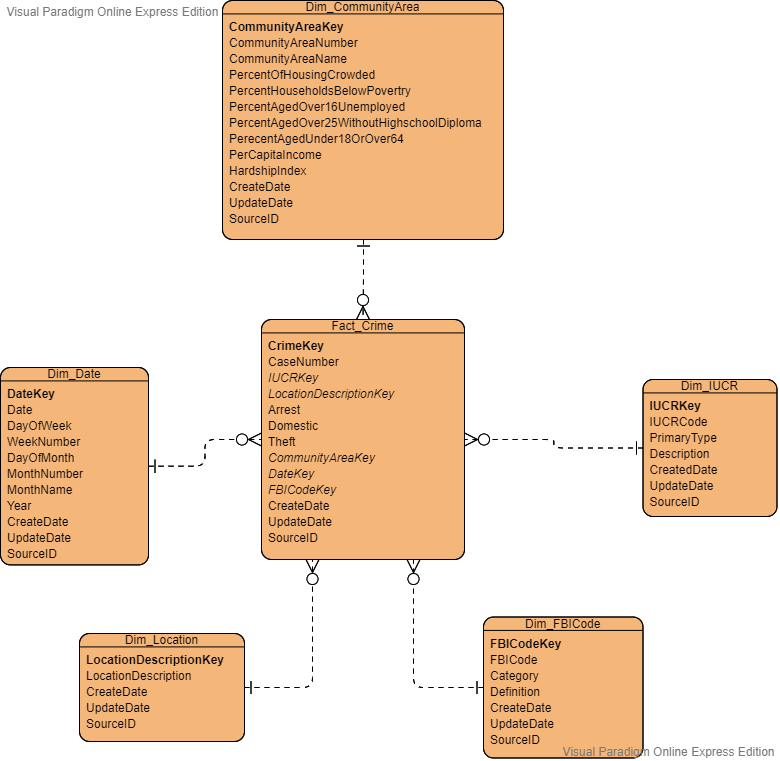 Visual Paradigm Online Express Edition
Dim_CommunityArea
CommunityAreaKey
CommunityAreaNumber
CommunityAreaName
PercentOfHousingCrowded
PercentHouseholdsBelowPovertry
PercentAgedOver16Unemployed
PercentAgedOver25WithoutHighschoolDiploma
PerecentAgedUnder18OrOver64
PerCapitaIncome
HardshipIndex
CreateDate
UpdateDate
SourceID
Fact_Crime
CrimeKey
CaseNumber
IUCRKey
LocationDescriptionKey
Arrest
Domestic
Theft
CommunityAreaKey
DateKey
FBICodeKey
CreateDate
UpdateDate
SourceID
Dim_Date
DateKey
Date
DayOfWeek
WeekNumber
DayOfMonth
MonthNumber
MonthName
Year
CreateDate
UpdateDate
SourceID
Dim_IUCR
IUCRKey
IUCRCode
PrimaryType
Description
CreatedDate
UpdateDate
SourceID
Dim_Location
LocationDescriptionKey
LocationDescription
CreateDate
UpdateDate
SourceID
Dim_FBICode
FBICodeKey
FBICode
Category
Definition
CreateDate
UpdateDate
SourceID
Visual Paradigm Online Express Edition